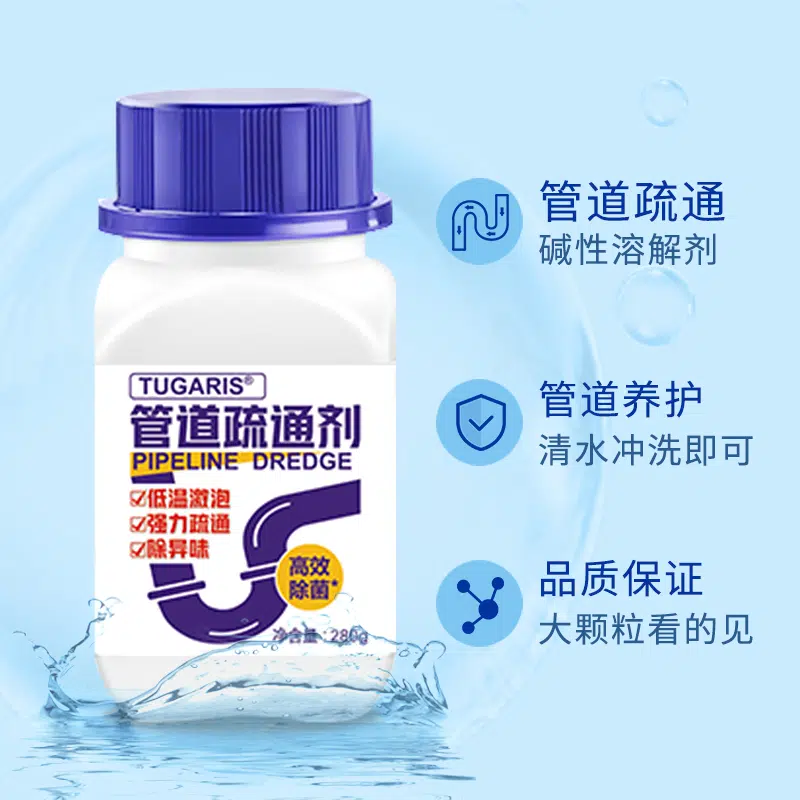 TUGARIS®
管道疏通剂
PIPELINE DREDGE
低温激泡
强力疏通
除异味
高效
除菌*
净含量:280g
管道疏通
碱性溶解剂
管道养护
清水冲洗即可
品质保证
大颗粒看的见